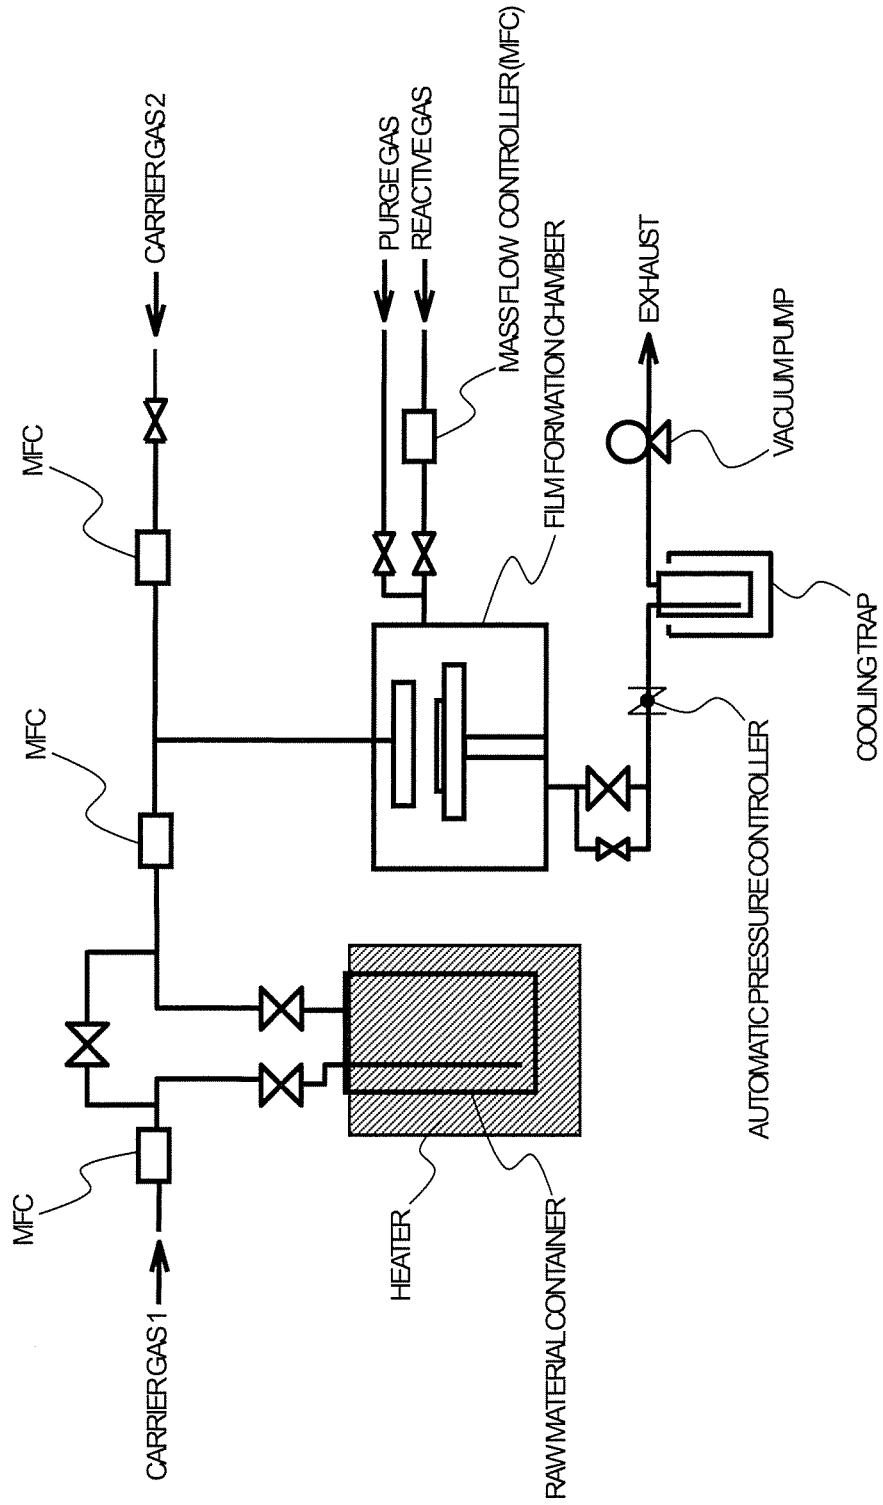 CARRIER GAS 1
MFC
MFC
MFC
CARRIER GAS 2
PURGE GAS
REACTIVE GAS
MASS FLOW CONTROLLER (MFC)
FILM FORMATION CHAMBER
HEATER
RAW MATERIAL CONTAINER
EXHAUST
VACUUM PUMP
AUTOMATIC PRESSURE CONTROLLER
COOLING TRAP